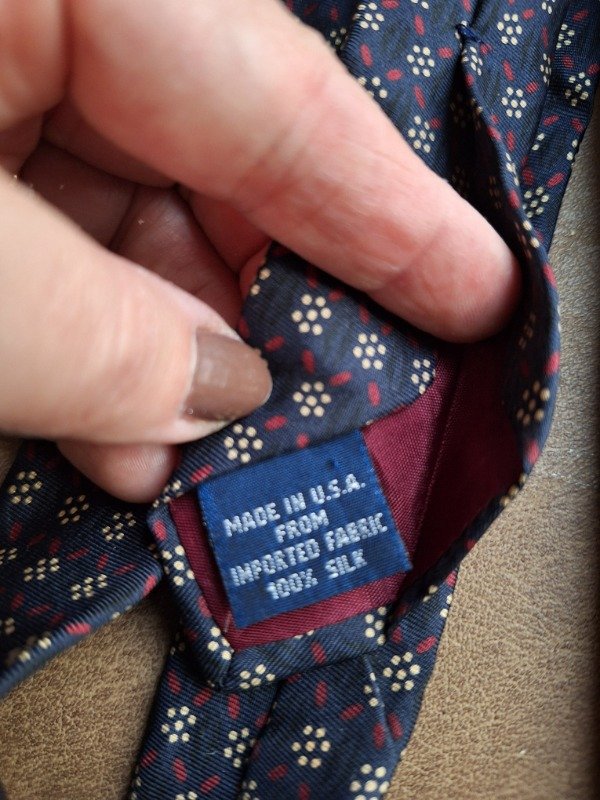 MADE IN U.S.A.
FROM
IMPORTED FABRIC
100% SILK